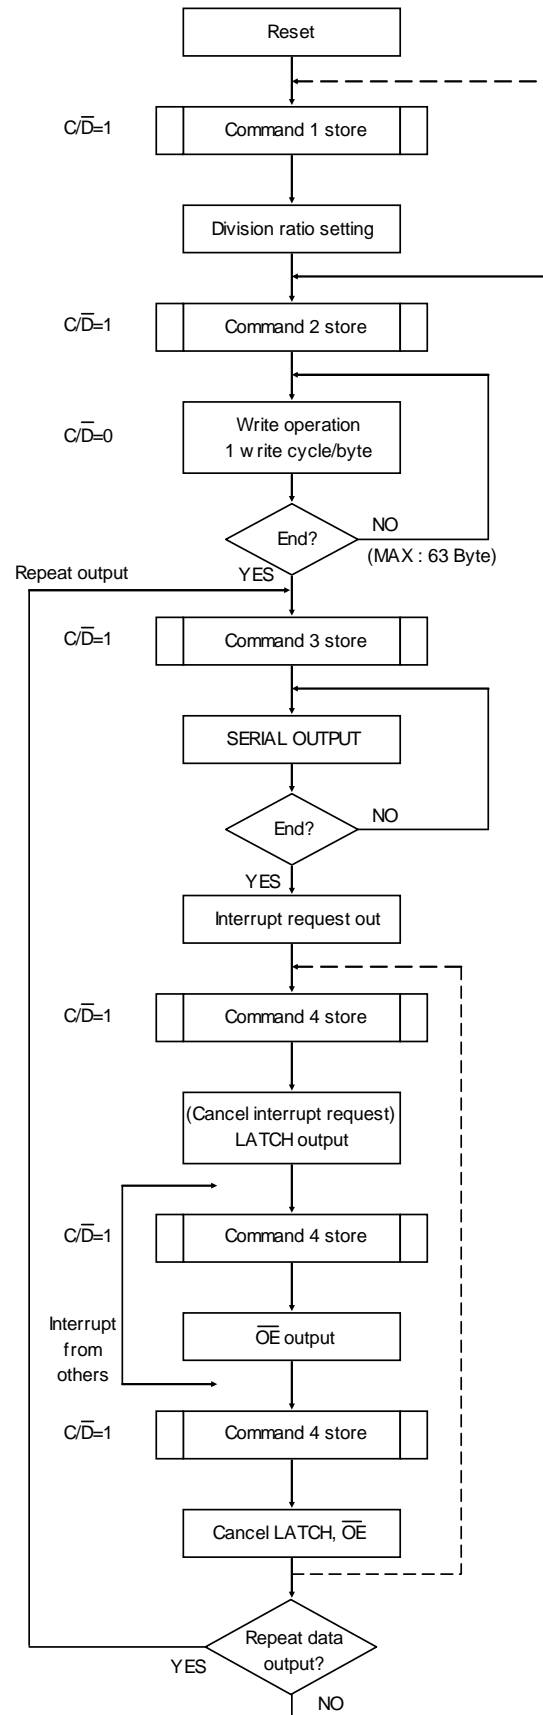 Reset
C/D̅=1
Command 1 store
Division ratio setting
C/D̅=1
Command 2 store
C/D̅=0
Write operation
1 write cycle/byte
End?
NO
(MAX : 63 Byte)
YES
Repeat output
C/D̅=1
Command 3 store
SERIAL OUTPUT
End?
NO
YES
Interrupt request out
C/D̅=1
Command 4 store
(Cancel interrupt request)
LATCH output
C/D̅=1
Command 4 store
Interrupt
from
others
O̅E̅ output
C/D̅=1
Command 4 store
Cancel LATCH, O̅E̅
Repeat data
output?
YES
NO